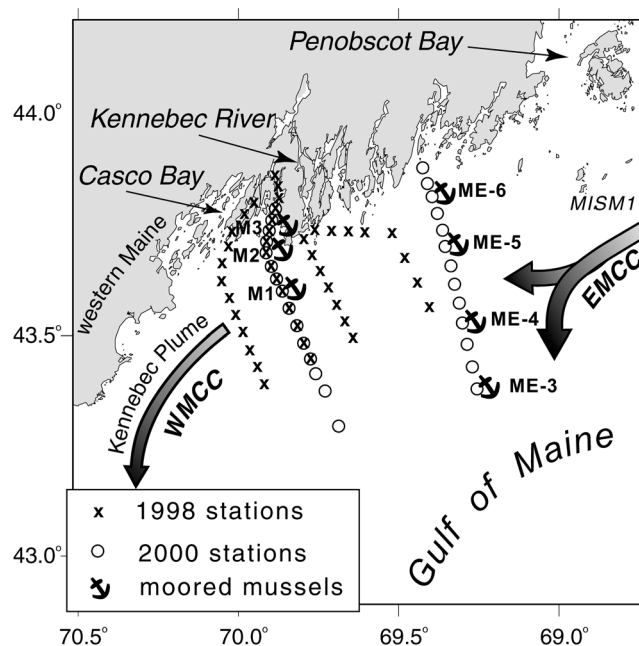 Penobscot Bay
44.0°
Kennebec River
Casco Bay
ME-6
MISM1
M3
ME-5
M2
western Maine
EMCC
M1
ME-4
43.5°
Kennebec Plume
WMCC
ME-3
Gulf of Maine
x 1998 stations
2000 stations
43.0°
moored mussels
70.5°
70.0°
69.5°
69.0°